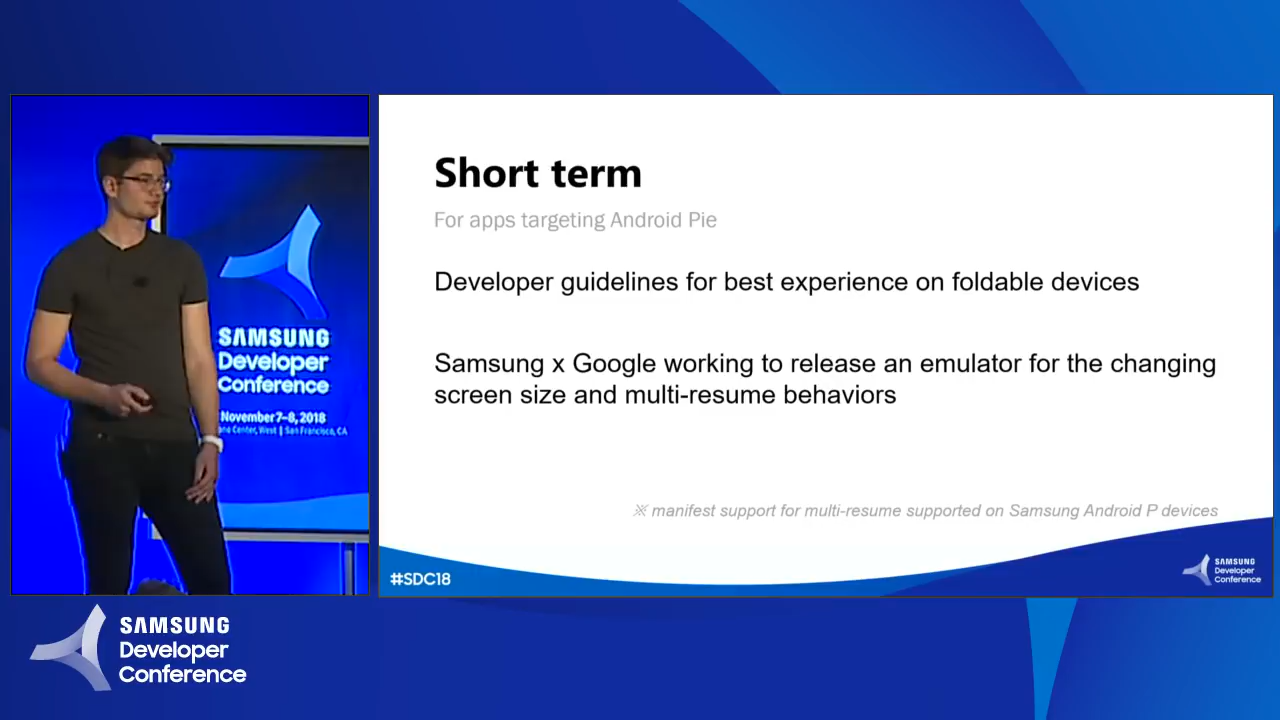 SAMSUNG
Developer
Conference
November 7–8, 2018
Center, West | San Francisco, CA
Short term
For apps targeting Android Pie
Developer guidelines for best experience on foldable devices
Samsung x Google working to release an emulator for the changing
screen size and multi-resume behaviors
※ manifest support for multi-resume supported on Samsung Android P devices
#SDC18
SAMSUNG
Developer
Conference
SAMSUNG
Developer
Conference